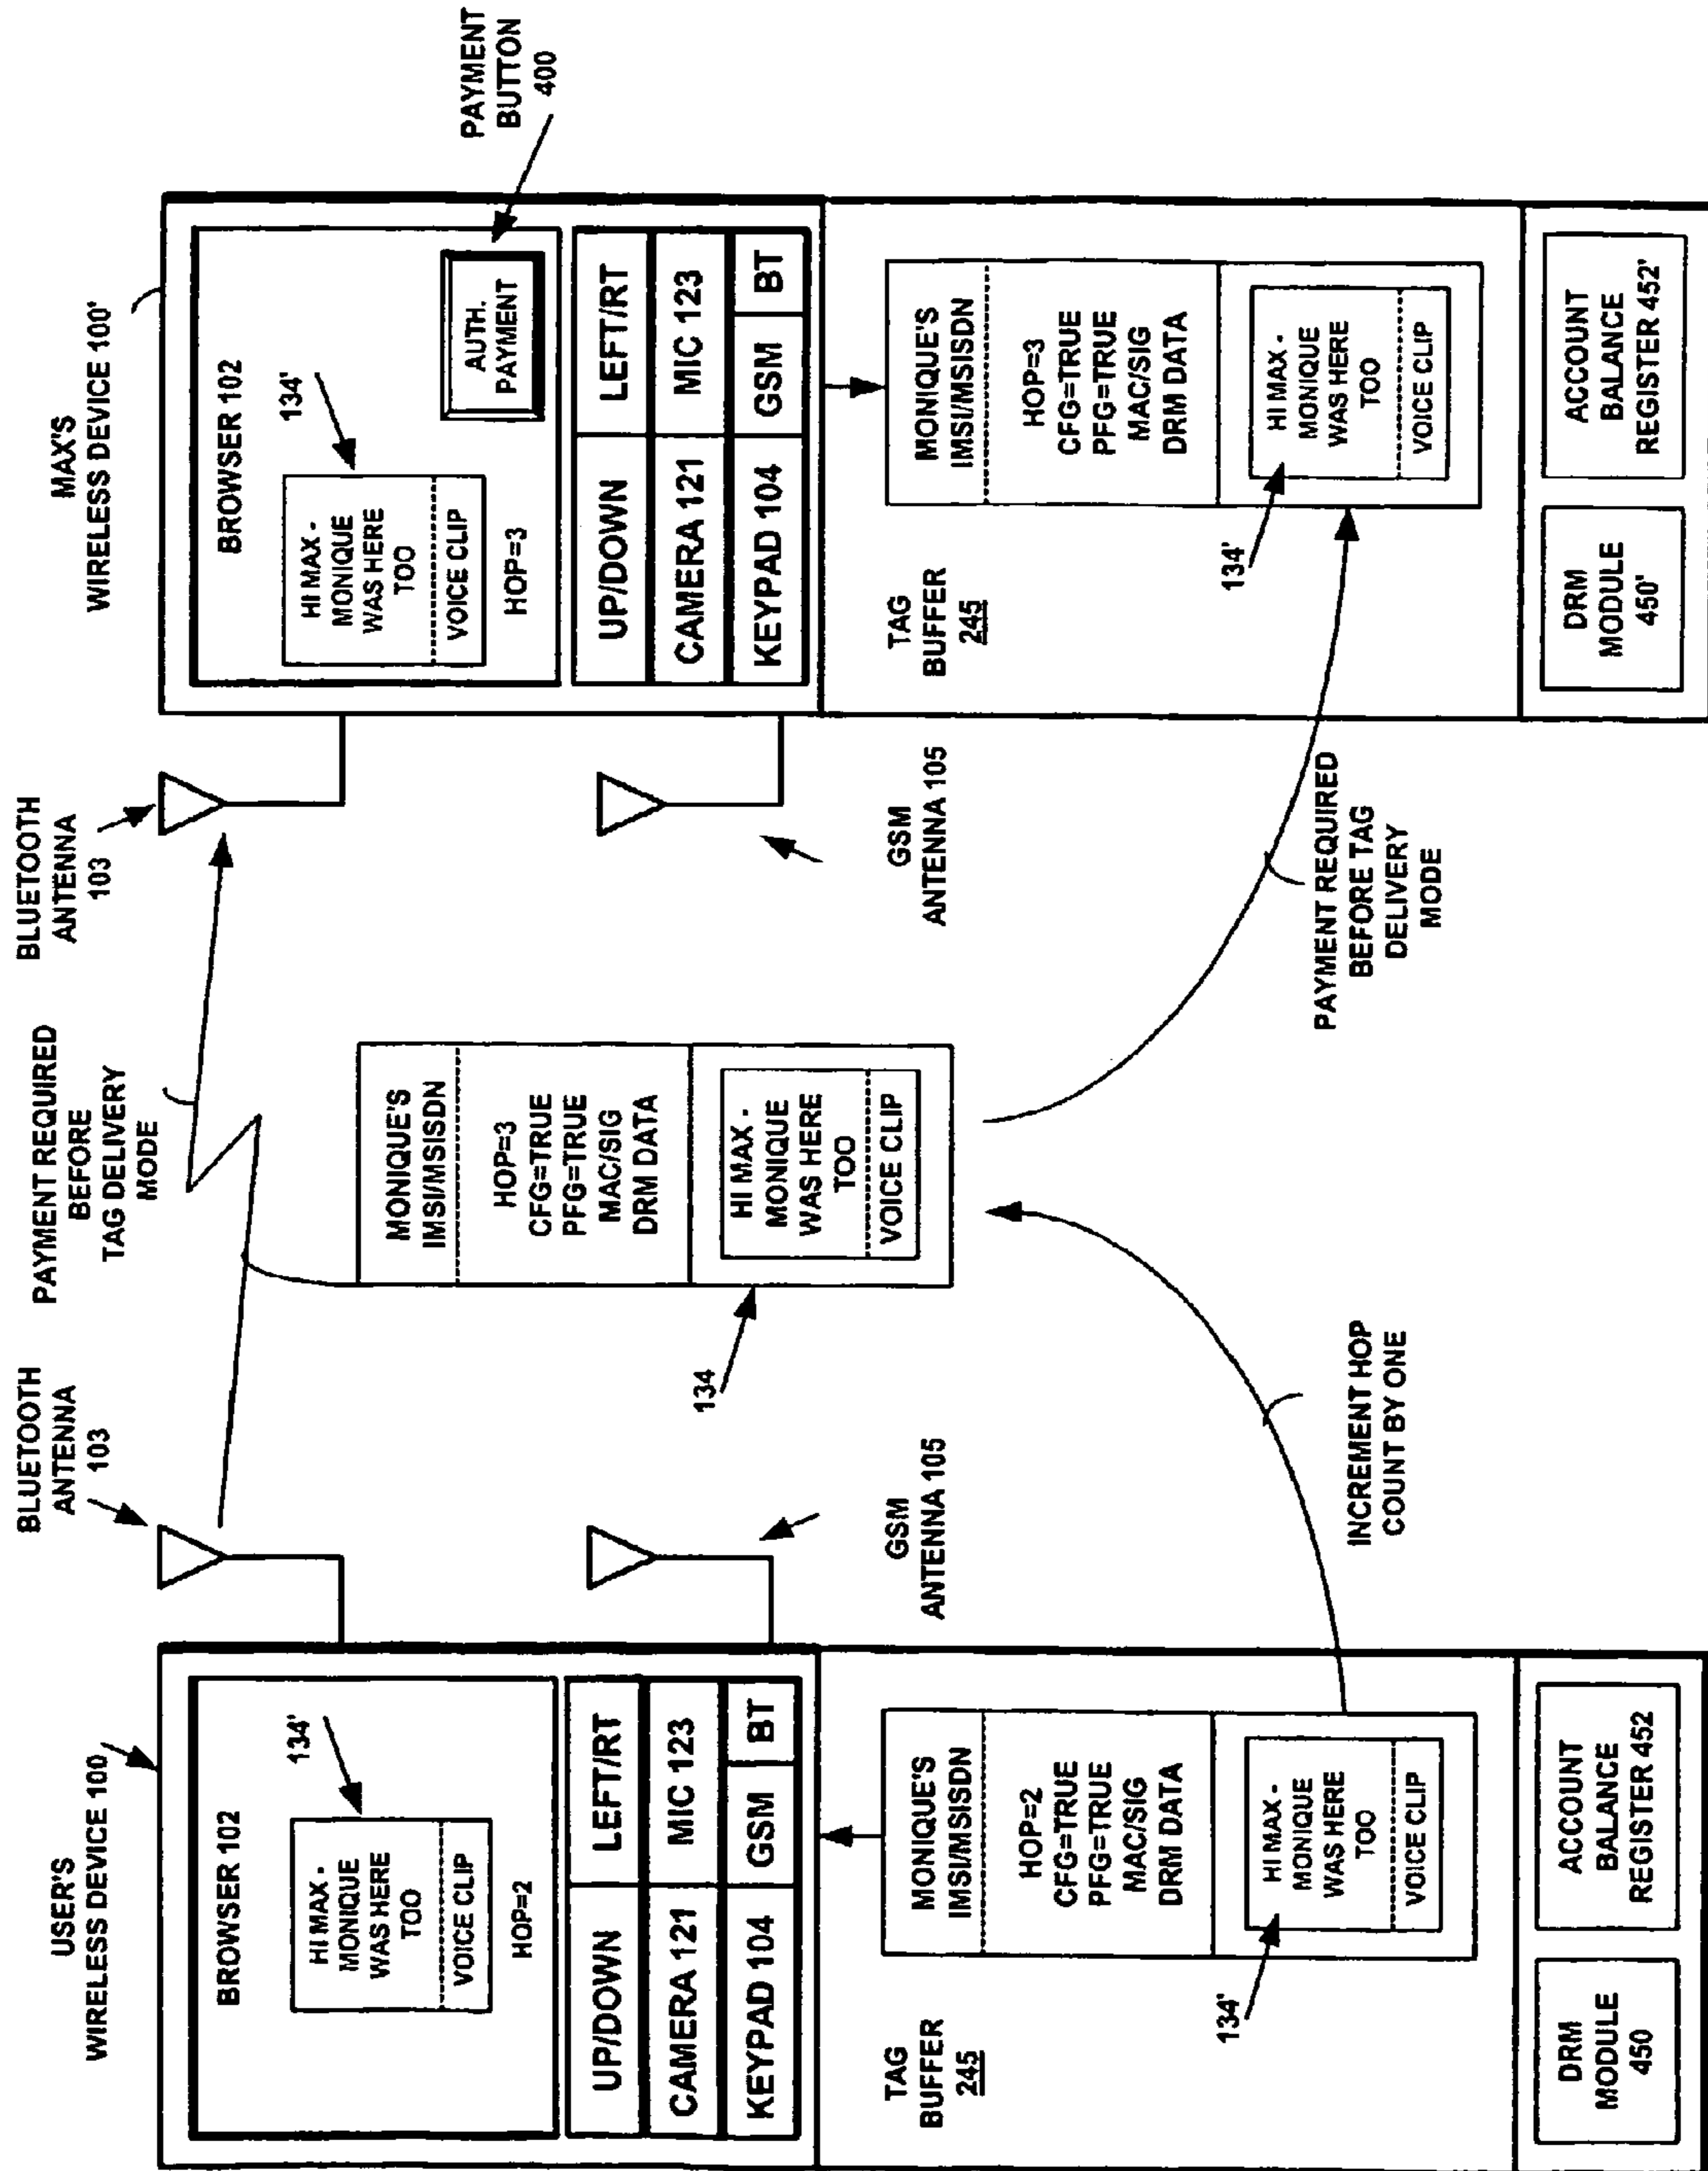 USER'S
WIRELESS DEVICE 100
BROWSER 102
HI MAX -
MONIQUE
WAS HERE
TOO
VOICE CLIP
134'
HOP=2
UP/DOWN
LEFT/RT
CAMERA 121
MIC 123
KEYPAD 104
GSM
BT
TAG
BUFFER
245
MONIQUE'S
IMSI/MSISDN
HOP=2
CFG=TRUE
PFG=TRUE
MAC/SIG
DRM DATA
HI MAX -
MONIQUE
WAS HERE
TOO
VOICE CLIP
134'
DRM
MODULE
450
ACCOUNT
BALANCE
REGISTER 452
BLUETOOTH
ANTENNA
103
GSM
ANTENNA 105
INCREMENT HOP
COUNT BY ONE
PAYMENT REQUIRED
BEFORE
TAG DELIVERY
MODE
MONIQUE'S
IMSI/MSISDN
HOP=3
CFG=TRUE
PFG=TRUE
MAC/SIG
DRM DATA
HI MAX -
MONIQUE
WAS HERE
TOO
VOICE CLIP
134
BLUETOOTH
ANTENNA
103
GSM
ANTENNA 105
PAYMENT REQUIRED
BEFORE TAG
DELIVERY
MODE
MAX'S
WIRELESS DEVICE 100'
BROWSER 102
HI MAX -
MONIQUE
WAS HERE
TOO
VOICE CLIP
134'
HOP=3
AUTH.
PAYMENT
PAYMENT
BUTTON
400
UP/DOWN
LEFT/RT
CAMERA 121
MIC 123
KEYPAD 104
GSM
BT
TAG
BUFFER
245
MONIQUE'S
IMSI/MSISDN
HOP=3
CFG=TRUE
PFG=TRUE
MAC/SIG
DRM DATA
HI MAX -
MONIQUE
WAS HERE
TOO
VOICE CLIP
134'
DRM
MODULE
450'
ACCOUNT
BALANCE
REGISTER 452'